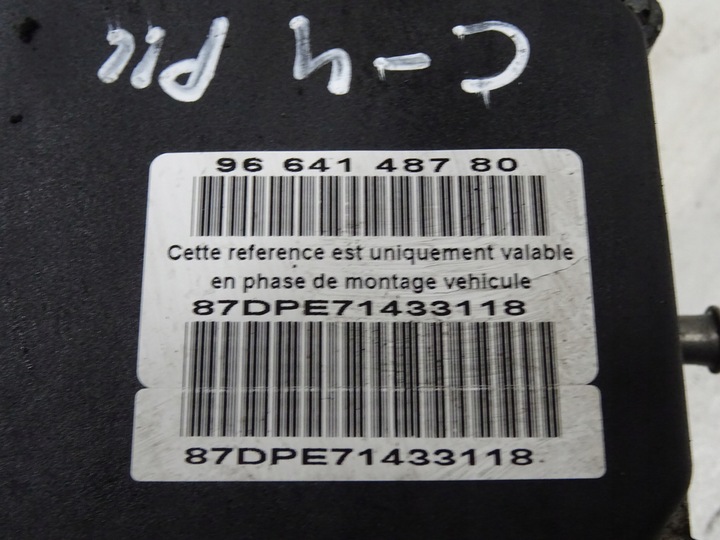 C-4 Pic
96 641 487 80
Cette reference est uniquement valable
en phase de montage vehicule
87DPE71433118
87DPE71433118